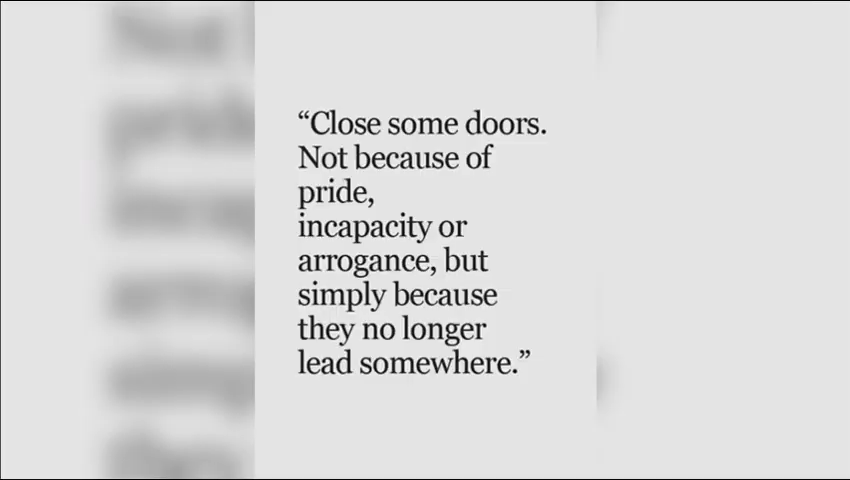 “Close some doors.
Not because of
pride,
incapacity or
arrogance, but
simply because
they no longer
lead somewhere.”